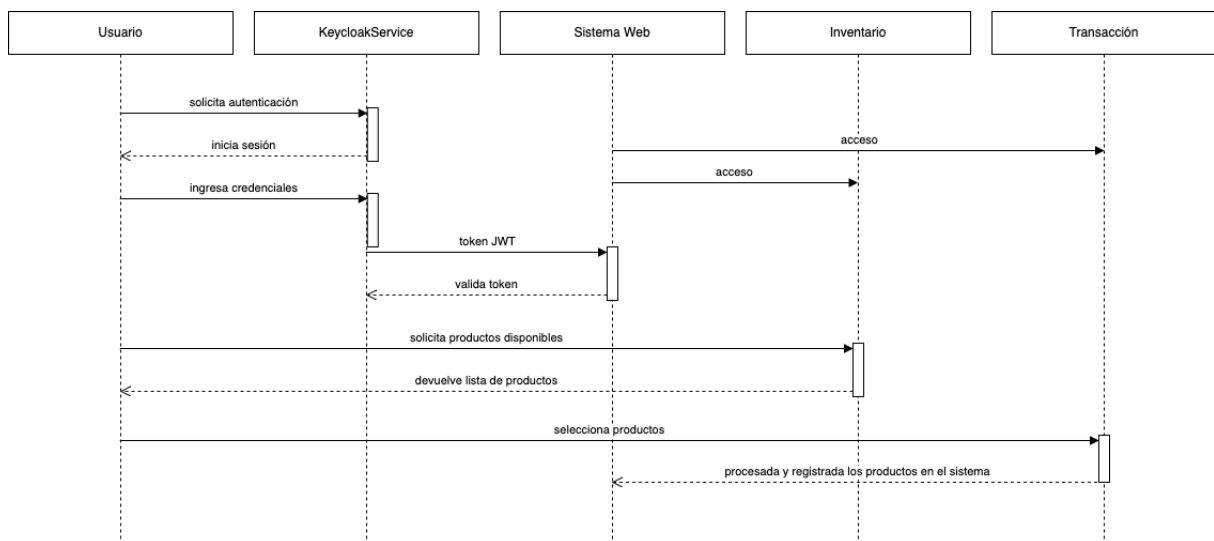 Usuario
KeycloakService
Sistema Web
Inventario
Transacción
solicita autenticación
acceso
inicia sesión
acceso
ingresa credenciales
token JWT
valida token
solicita productos disponibles
devuelve lista de productos
selecciona productos
procesada y registrada los productos en el sistema